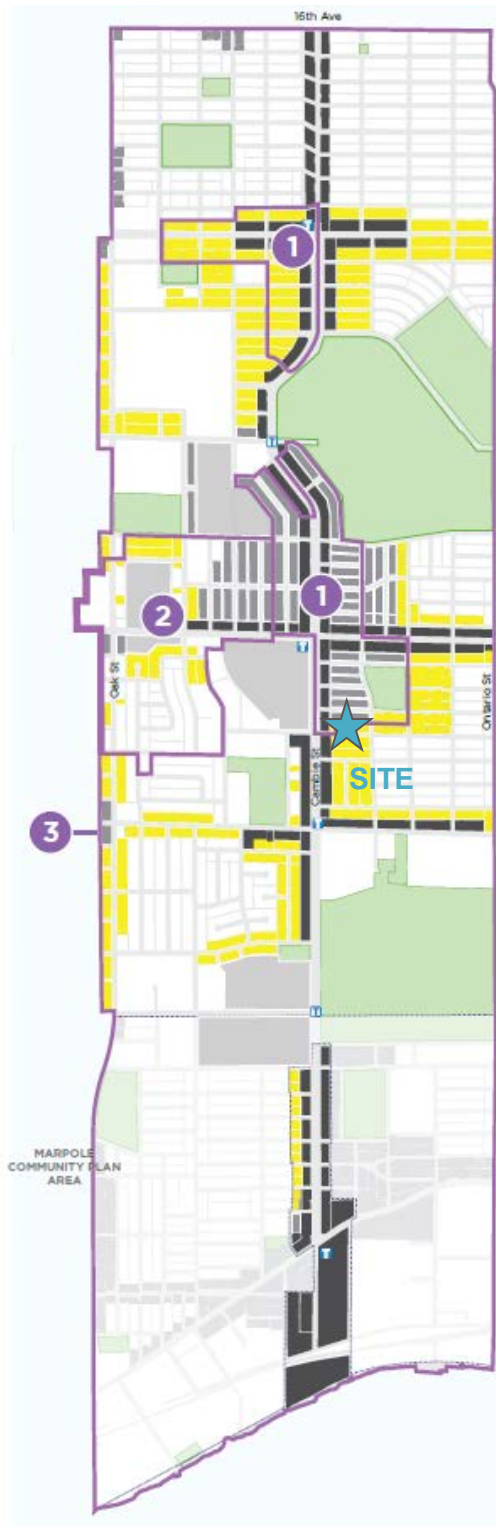 16th Ave
1
1
2
T
Oak St
Ontario St
Cambie St
SITE
3
T
T
MARPOLE
COMMUNITY PLAN
AREA
T